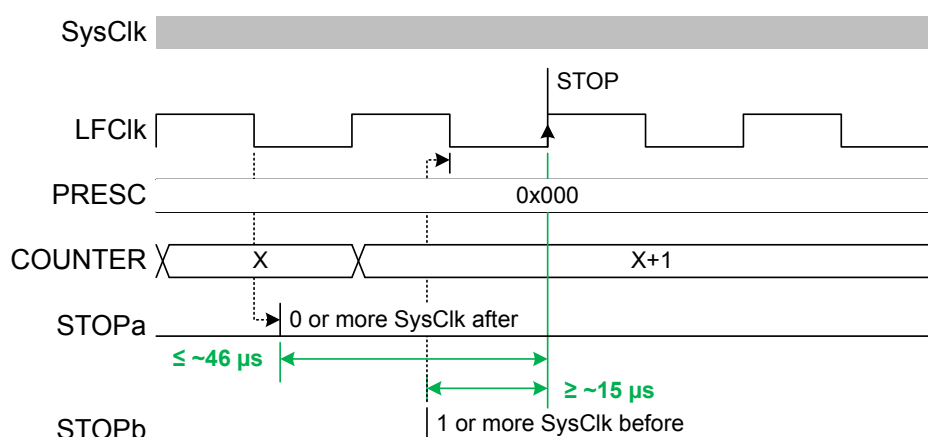 SysClk
STOP
LFClk
PRESC
0x000
COUNTER
X
X+1
STOPa
0 or more SysClk after
≤ ~46 µs
≥ ~15 µs
STOPb
1 or more SysClk before